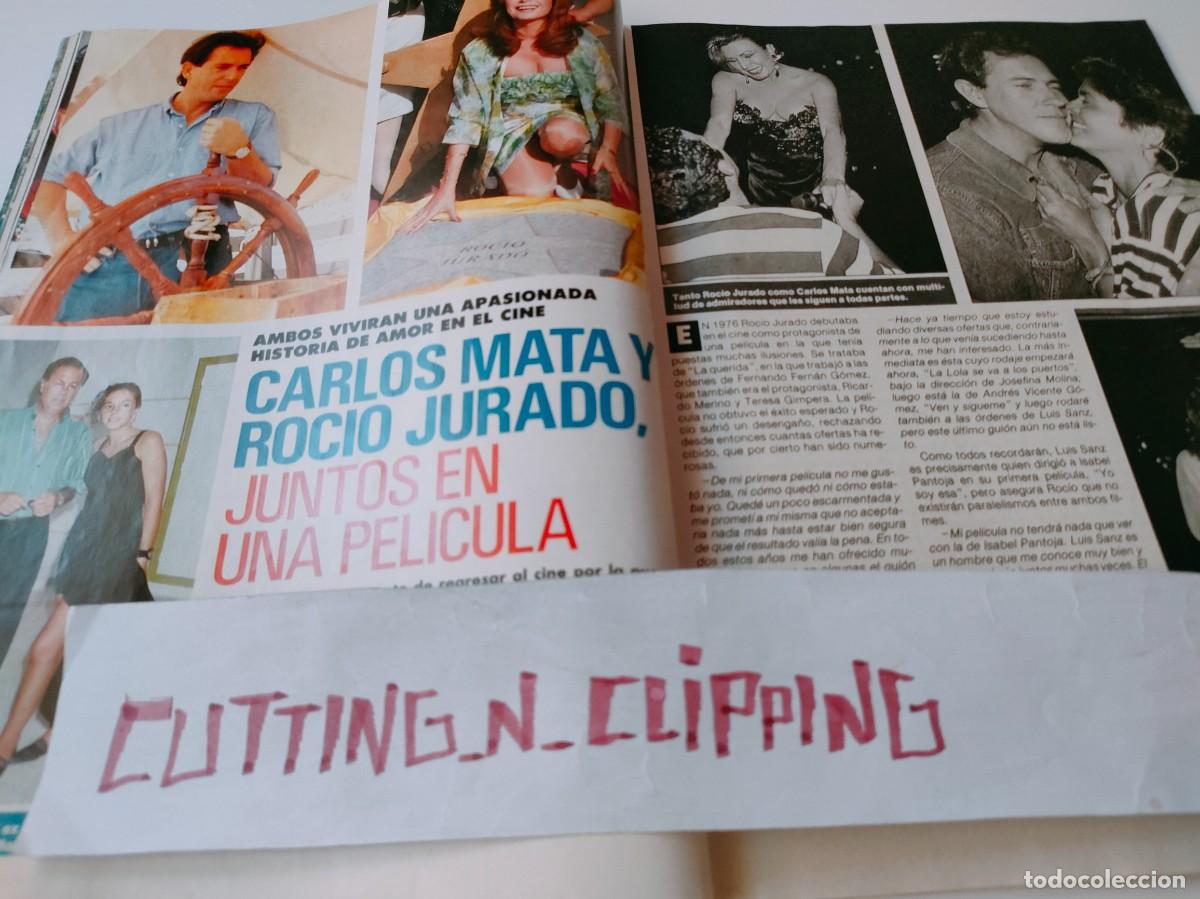 ROCIO
JURADO
AMBOS VIVIRAN UNA APASIONADA
HISTORIA DE AMOR EN EL CINE
CARLOS MATA Y
ROCIO JURADO,
JUNTOS EN
UNA PELICULA
de regresar al cine por la
Tanto Rocío Jurado como Carlos Mata cuentan con multi-
tud de admiradores que les siguen a todas partes.
EN 1976 Rocío Jurado debutaba
en el cine como protagonista de
una película en la que tenía
puestas muchas ilusiones. Se trataba
de "La querida", en la que trabajó a las
órdenes de Fernando Fernán Gómez,
que también era el protagonista, Ricar-
do Merino y Teresa Gimpera. La pelí-
cula no obtuvo el éxito esperado y Ro-
cío sufrió un desengaño, rechazando
desde entonces cuantas ofertas ha re-
cibido, que por cierto han sido nume-
rosas.
—De mi primera película no me gus-
tó nada, ni cómo quedó ni cómo esta-
ba yo. Quedé un poco escarmentada y
me prometí a mí misma que no acepta-
ría nada más hasta estar bien segura
de que el resultado valía la pena. En to-
dos estos años me han ofrecido mu-
algunas el guión
—Hace ya tiempo que estoy estu-
diando diversas ofertas que, contraria-
mente a lo que venía sucediendo hasta
ahora, me han interesado. La más in-
mediata es ésta cuyo rodaje empezará
ahora, "La Lola se va a los puertos",
bajo la dirección de Josefina Molina;
luego está la de Andrés Vicente Gó-
mez, "Ven y sígueme" y luego rodaré
también a las órdenes de Luis Sanz,
pero este último guión aún no está lis-
to.
Como todos recordarán, Luis Sanz
es precisamente quien dirigió a Isabel
Pantoja en su primera película, "Yo
soy esa", pero asegura Rocío que no
existirán paralelismos entre ambos fil-
mes.
—Mi película no tendrá nada que ver
con la de Isabel Pantoja. Luis Sanz es
un hombre que me conoce muy bien y
juntos muchas veces. Él
CUTTING_N_CLIPPING
todocoleccion